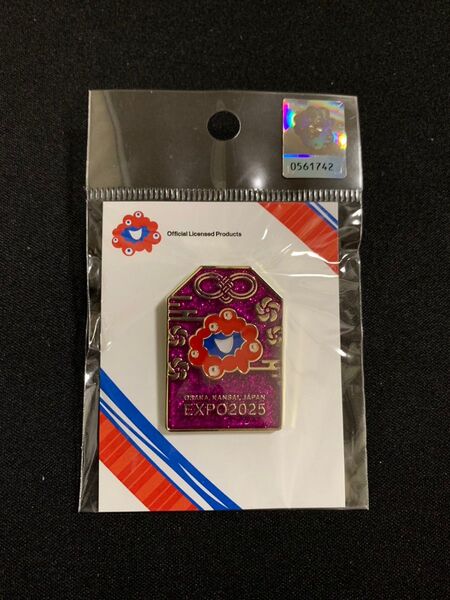 0561742
Official Licensed Products
OSAKA, KANSAI, JAPAN
EXPO2025